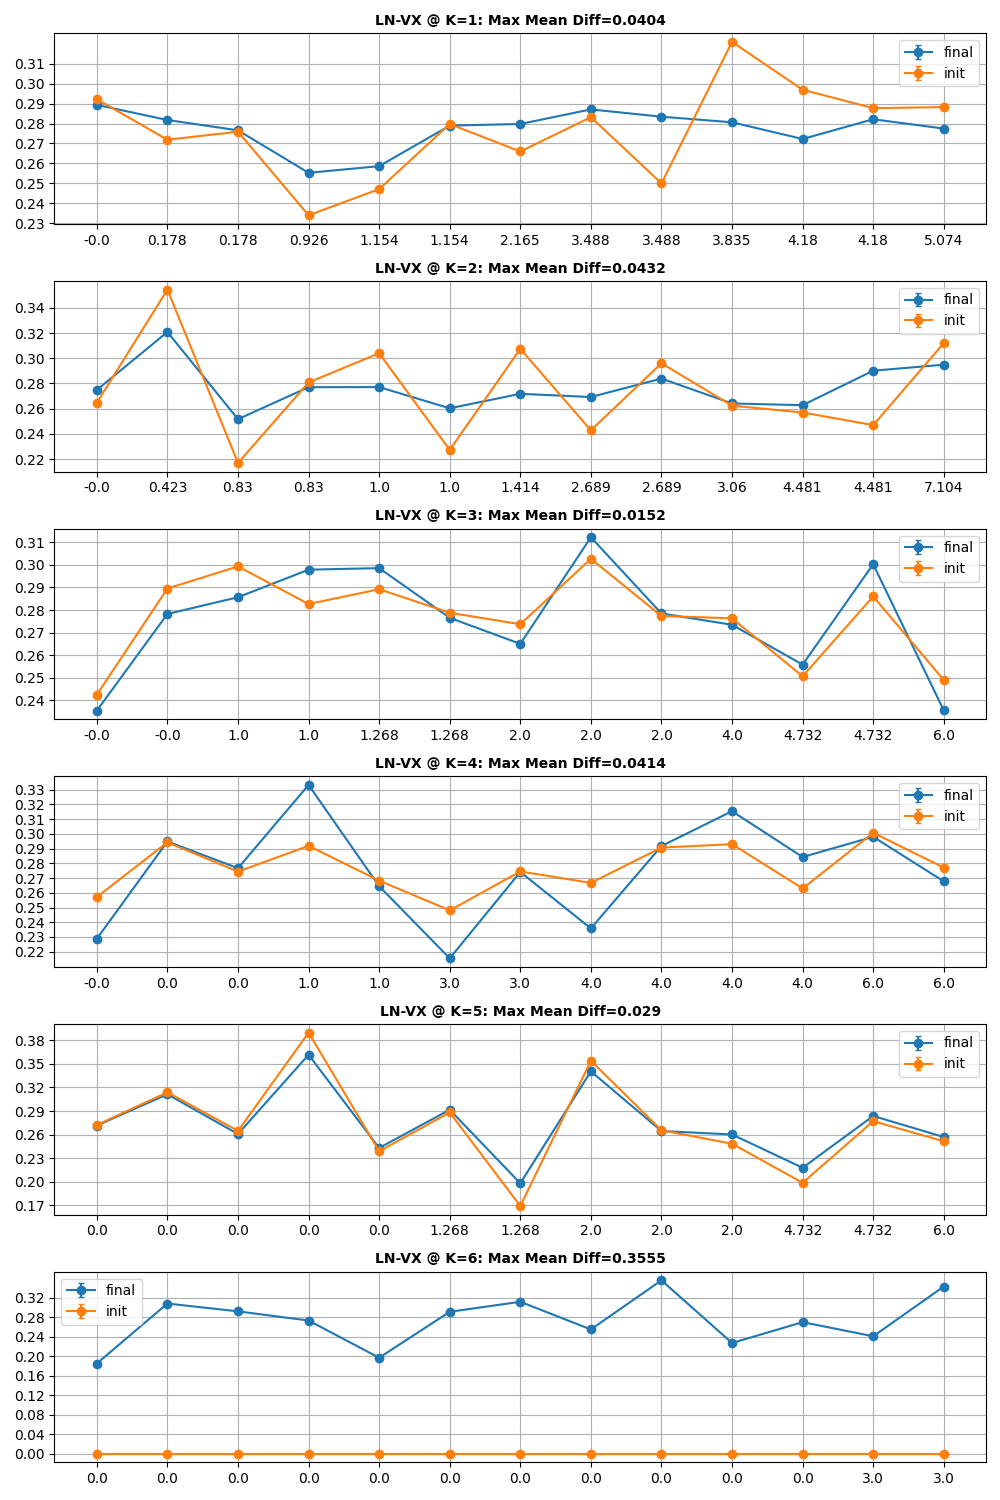 LN-VX @ K=1: Max Mean Diff=0.0404
final
init
0.31
0.30
0.29
0.28
0.27
0.26
0.25
0.24
0.23
-0.0 0.178 0.178 0.926 1.154 1.154 2.165 3.488 3.488 3.835 4.18 4.18 5.074
LN-VX @ K=2: Max Mean Diff=0.0432
final
init
0.34
0.32
0.30
0.28
0.26
0.24
0.22
-0.0 0.423 0.83 0.83 1.0 1.0 1.414 2.689 2.689 3.06 4.481 4.481 7.104
LN-VX @ K=3: Max Mean Diff=0.0152
final
init
0.31
0.30
0.29
0.28
0.27
0.26
0.25
0.24
-0.0 -0.0 1.0 1.0 1.268 1.268 2.0 2.0 2.0 4.0 4.732 4.732 6.0
LN-VX @ K=4: Max Mean Diff=0.0414
final
init
0.33
0.32
0.31
0.30
0.29
0.28
0.27
0.26
0.25
0.24
0.23
0.22
-0.0 0.0 0.0 1.0 1.0 3.0 3.0 4.0 4.0 4.0 4.0 6.0 6.0
LN-VX @ K=5: Max Mean Diff=0.029
final
init
0.38
0.35
0.32
0.29
0.26
0.23
0.20
0.17
0.0 0.0 0.0 0.0 0.0 1.268 1.268 2.0 2.0 2.0 4.732 4.732 6.0
LN-VX @ K=6: Max Mean Diff=0.3555
final
init
0.32
0.28
0.24
0.20
0.16
0.12
0.08
0.04
0.00
0.0 0.0 0.0 0.0 0.0 0.0 0.0 0.0 0.0 0.0 0.0 3.0 3.0